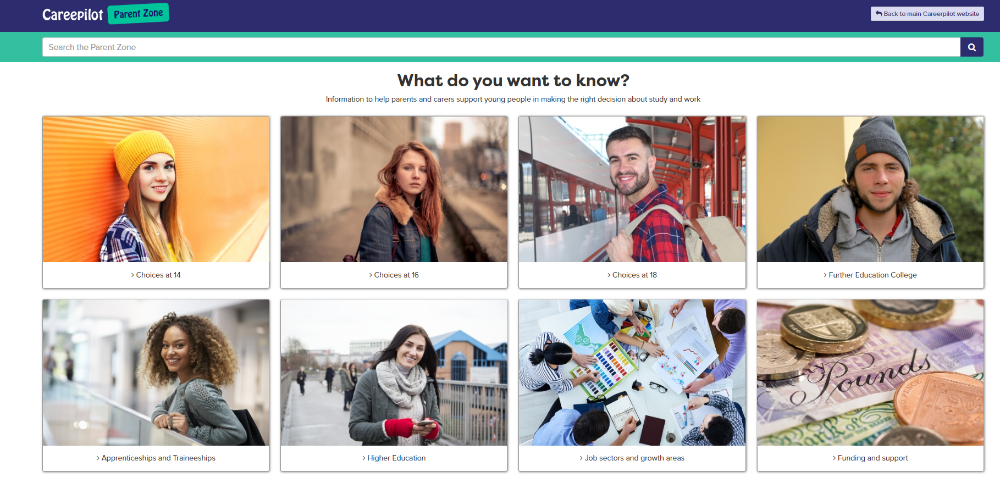 Careepilot Parent Zone
Back to main Careerpilot website
Search the Parent Zone
What do you want to know?
Information to help parents and carers support young people in making the right decision about study and work
Choices at 14
Choices at 16
Choices at 18
Further Education College
Pounds
Bank of
Apprenticeships and Traineeships
Higher Education
Job sectors and growth areas
Funding and support